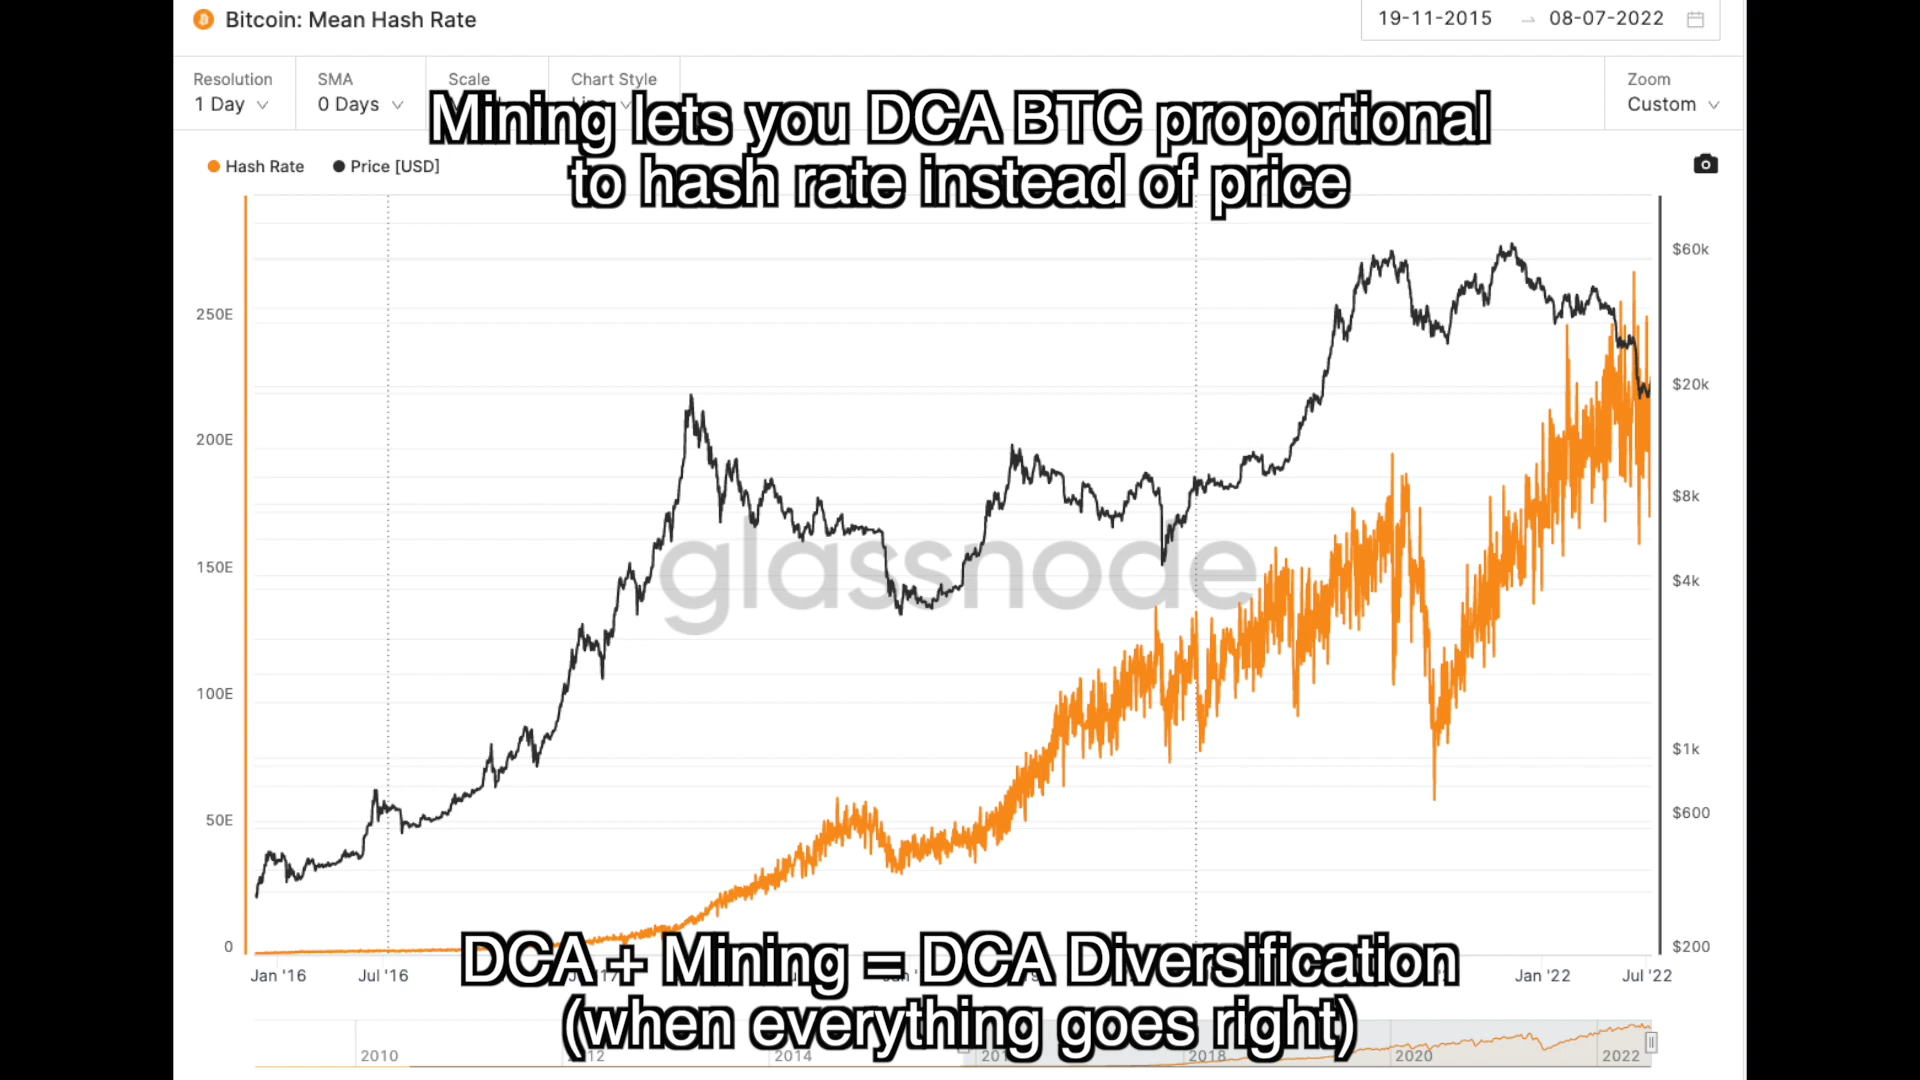 Bitcoin: Mean Hash Rate
19-11-2015 → 08-07-2022
Resolution
SMA
Scale
Chart Style
Zoom
1 Day
0 Days
Custom
Mining lets you DCA BTC proportional
to hash rate instead of price
Hash Rate
Price [USD]
$60k
250E
$20k
200E
$8k
glassnode
150E
$4k
100E
$1k
50E
$600
0
$200
DCA + Mining = DCA Diversification
Jan '16
Jul '16
Jan '22
Jul '22
(when everything goes right)
2010
2014
2018
2020
2022